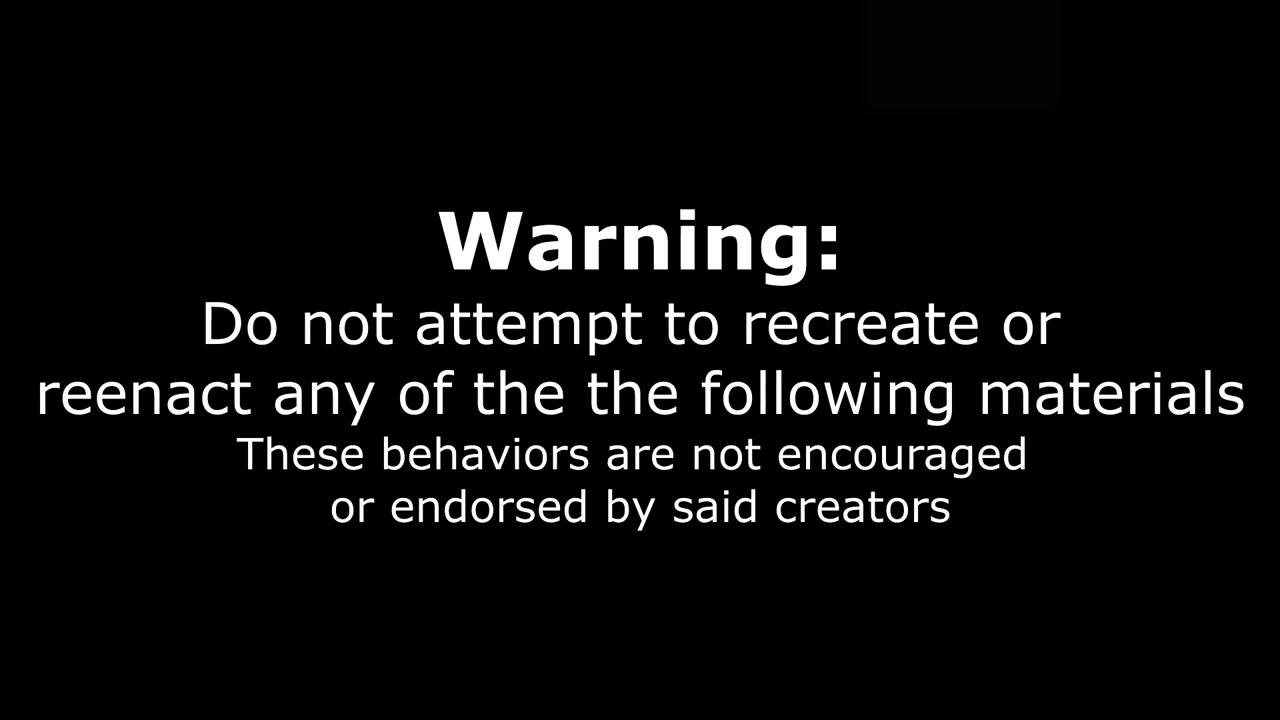 Warning:
Do not attempt to recreate or
reenact any of the the following materials
These behaviors are not encouraged
or endorsed by said creators